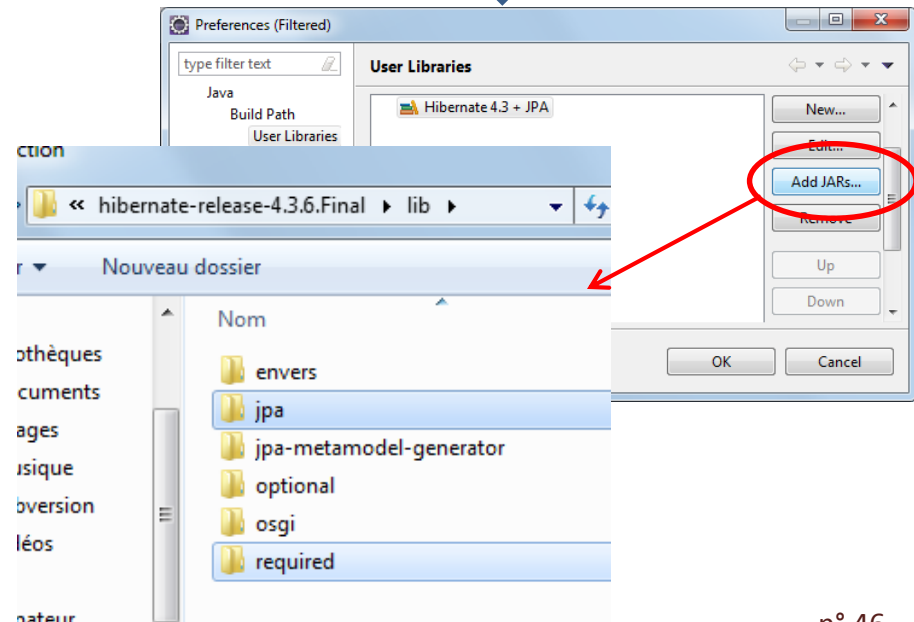 Preferences (Filtered)
type filter text
User Libraries
Java
Build Path
User Libraries
Hibernate 4.3 + JPA
New...
Edit...
Add JARs...
Remove
Up
Down
OK
Cancel
ction
« hibernate-release-4.3.6.Final ▸ lib ▸
r ▾ Nouveau dossier
Nom
othèques
cuments
ages
usique
bversion
léos
nateur
envers
jpa
jpa-metamodel-generator
optional
osgi
required
n° 46